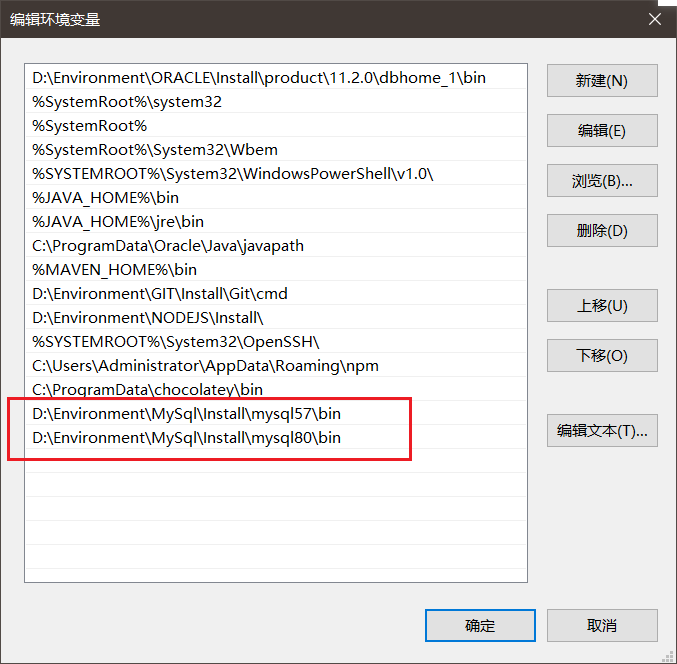 编辑环境变量
D:\Environment\ORACLE\Install\product\11.2.0\dbhome_1\bin
%SystemRoot%\system32
%SystemRoot%
%SystemRoot%\System32\Wbem
%SYSTEMROOT%\System32\WindowsPowerShell\v1.0\
%JAVA_HOME%\bin
%JAVA_HOME%\jre\bin
C:\ProgramData\Oracle\Java\javapath
%MAVEN_HOME%\bin
D:\Environment\GIT\Install\Git\cmd
D:\Environment\NODEJS\Install\
%SYSTEMROOT%\System32\OpenSSH\
C:\Users\Administrator\AppData\Roaming\npm
C:\ProgramData\chocolatey\bin
D:\Environment\MySql\Install\mysql57\bin
D:\Environment\MySql\Install\mysql80\bin
新建(N)
编辑(E)
浏览(B)...
删除(D)
上移(U)
下移(O)
编辑文本(T)...
确定
取消